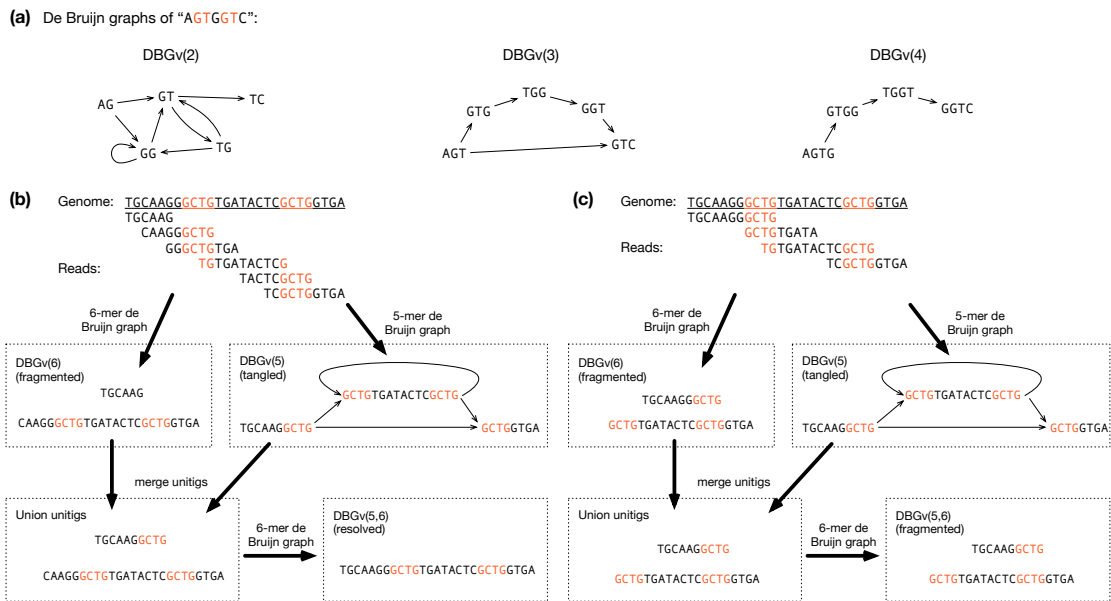 (a) De Bruijn graphs of “AGTGGTC”:
DBGv(2)
AG
GT
TC
GG
TG
DBGv(3)
AGT
GTG
TGG
GGT
GTC
DBGv(4)
AGTG
GTGG
TGGT
GGTC
(b)
Genome: TGCAAGGGCTGTGATACTCGCTGGTGA
TGCAAG
CAAGGGCTG
GGGCTGTGA
Reads:
TGTGATACTCG
TACTCGCTG
TCGCTGGTGA
6-mer de
Bruijn graph
5-mer de
Bruijn graph
DBGv(6)
(fragmented)
TGCAAG
CAAGGGCTGTGATACTCGCTGGTGA
DBGv(5)
(tangled)
GCTGTGATACTCGCTG
TGCAAGGCTG
GCTGGTGA
merge unitigs
Union unitigs
TGCAAGGCTG
CAAGGGCTGTGATACTCGCTGGTGA
6-mer de
Bruijn graph
DBGv(5,6)
(resolved)
TGCAAGGGCTGTGATACTCGCTGGTGA
(c)
Genome: TGCAAGGGCTGTGATACTCGCTGGTGA
TGCAAGGGCTG
GCTGTGATA
Reads:
TGTGATACTCGCTG
TCGCTGGTGA
6-mer de
Bruijn graph
5-mer de
Bruijn graph
DBGv(6)
(fragmented)
TGCAAGGGCTG
GCTGTGATACTCGCTGGTGA
DBGv(5)
(tangled)
GCTGTGATACTCGCTG
TGCAAGGCTG
GCTGGTGA
merge unitigs
Union unitigs
TGCAAGGCTG
GCTGTGATACTCGCTGGTGA
6-mer de
Bruijn graph
DBGv(5,6)
(fragmented)
TGCAAGGCTG
GCTGTGATACTCGCTGGTGA